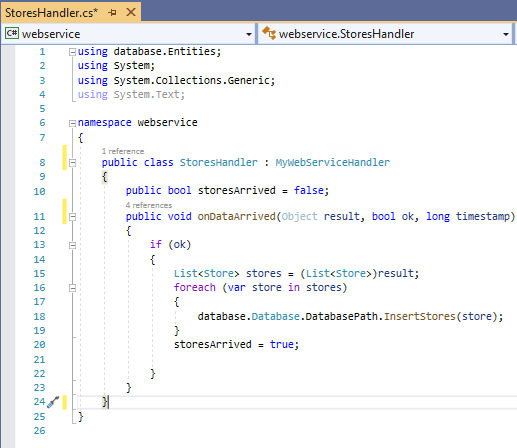 StoresHandler.cs*
C# webservice
webservice.StoresHandler
1 using database.Entities;
2 using System;
3 using System.Collections.Generic;
4 using System.Text;
5
6 namespace webservice
7 {
1 reference
8 public class StoresHandler : MyWebServiceHandler
9 {
10 public bool storesArrived = false;
4 references
11 public void onDataArrived(Object result, bool ok, long timestamp)
12 {
13 if (ok)
14 {
15 List<Store> stores = (List<Store>)result;
16 foreach (var store in stores)
17 {
18 database.Database.DatabasePath.InsertStores(store);
19 }
20 storesArrived = true;
21
22 }
23 }
24 }
25 }
26